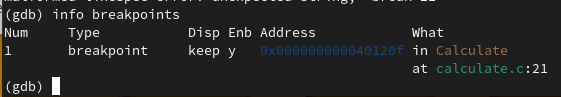 (gdb) info breakpoints
Num     Type           Disp Enb Address            What
1       breakpoint     keep y   0x000000000040120f in Calculate
                                                   at calculate.c:21
(gdb)